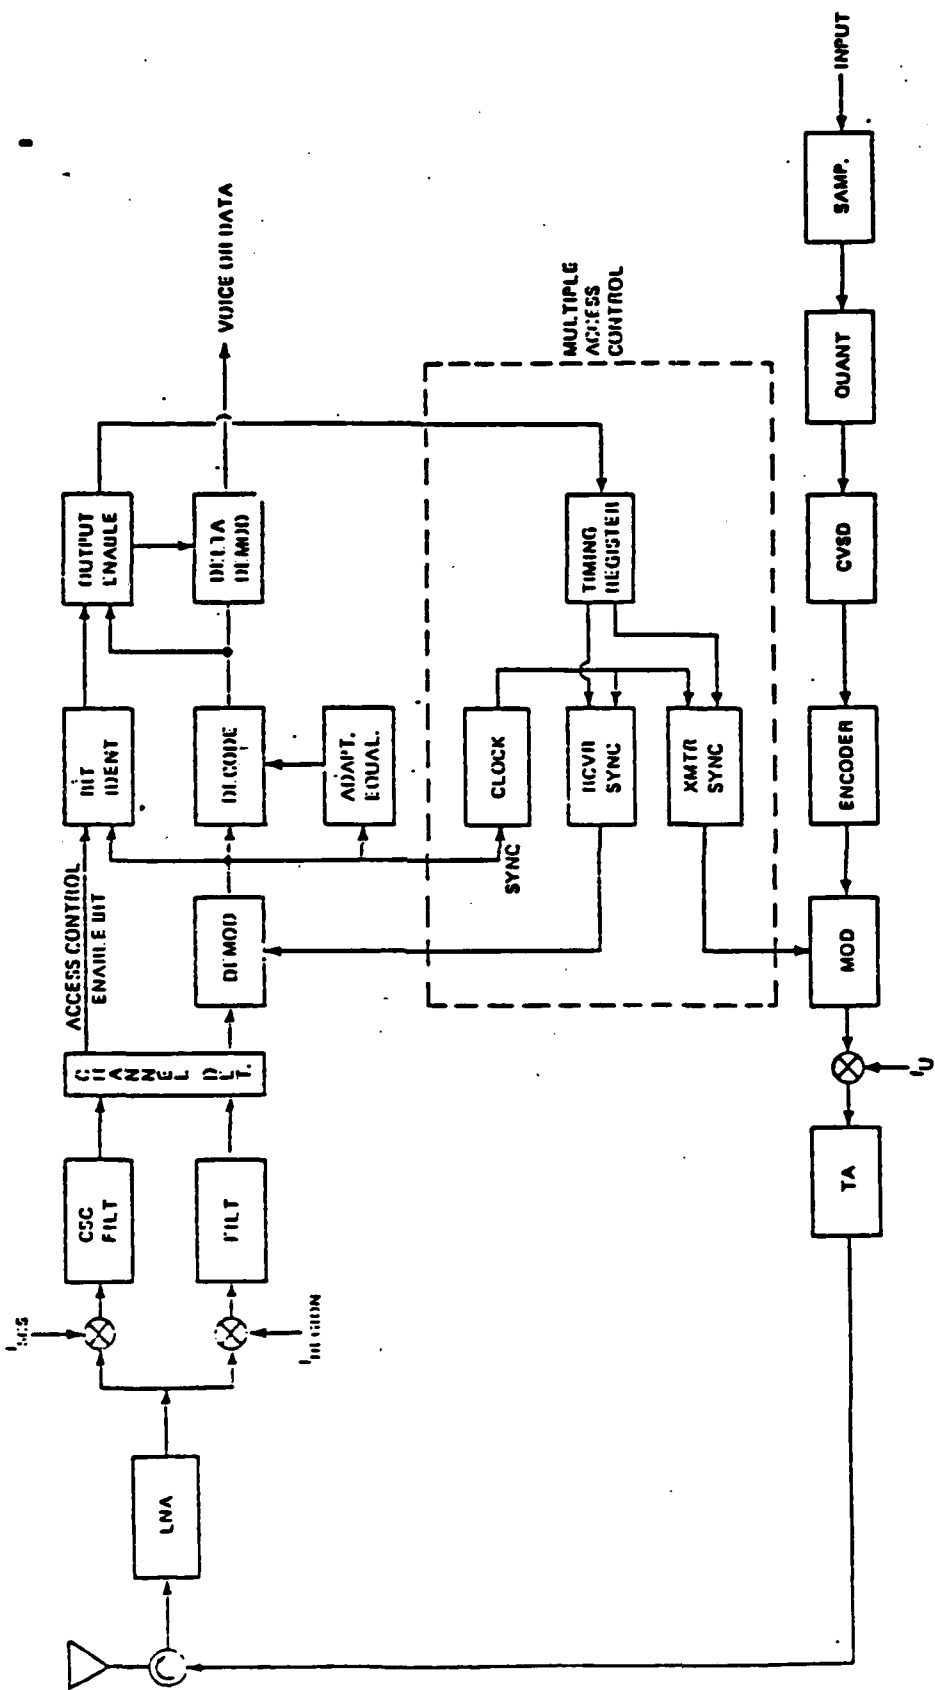 LNA
CSC
FILT
FILT
CHANNEL DET.
ACCESS CONTROL
ENABLE BIT
BIT
IDENT
OUTPUT
ENABLE
DEMOD
DECODE
DELTA
DEMOD
VOICE OR DATA
ADAPT.
EQUAL.
SYNC
CLOCK
RCVR
SYNC
XMTR
SYNC
TIMING
REGISTER
MULTIPLE
ACCESS
CONTROL
TA
MOD
ENCODER
CVSD
QUANT
SAMP.
INPUT